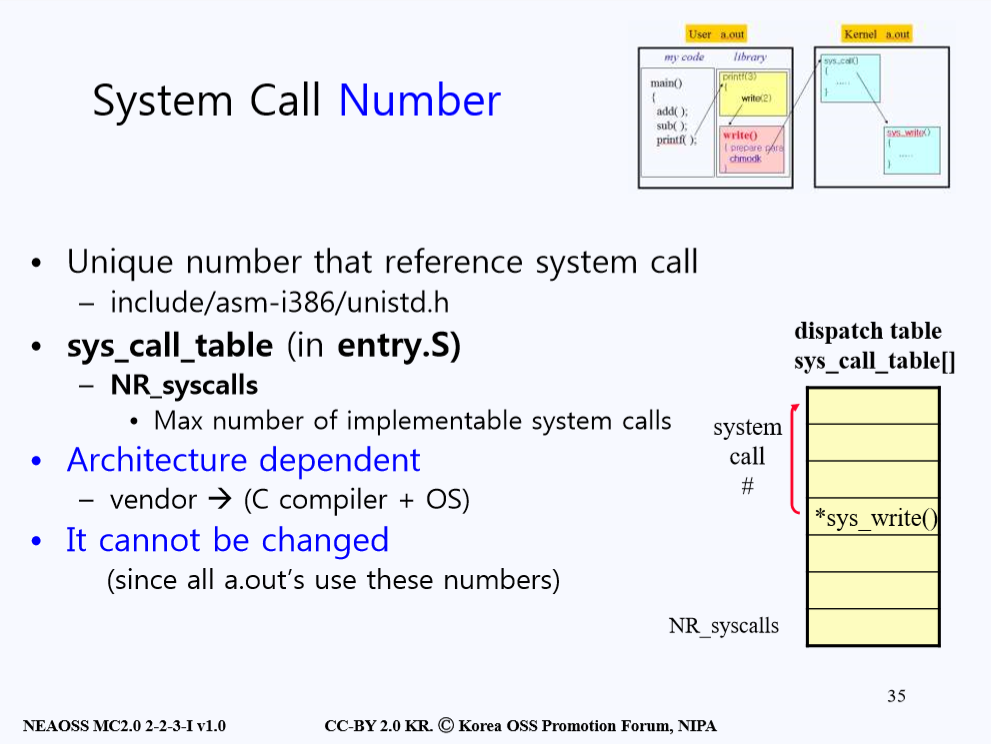 System Call Number
User a.out
my code library
main()
{
add( );
sub( );
printf( );
printf(3)
{
write(2)
write()
{ prepare para
chmodk
}
Kernel a.out
sys_call()
{
.....
}
sys_write()
{
.....
}
• Unique number that reference system call
– include/asm-i386/unistd.h
• sys_call_table (in entry.S)
– NR_syscalls
• Max number of implementable system calls
• Architecture dependent
– vendor → (C compiler + OS)
• It cannot be changed
(since all a.out’s use these numbers)
dispatch table
sys_call_table[]
system
call
#
*sys_write()
NR_syscalls
35
NEAOSS MC2.0 2-2-3-I v1.0
CC-BY 2.0 KR. Ⓒ Korea OSS Promotion Forum, NIPA